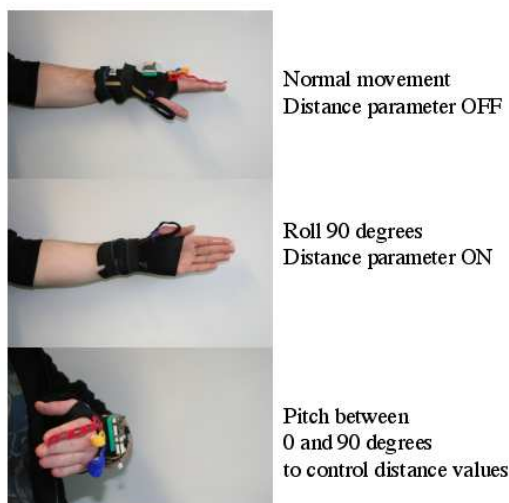 Normal movement
Distance parameter OFF
Roll 90 degrees
Distance parameter ON
Pitch between
0 and 90 degrees
to control distance values